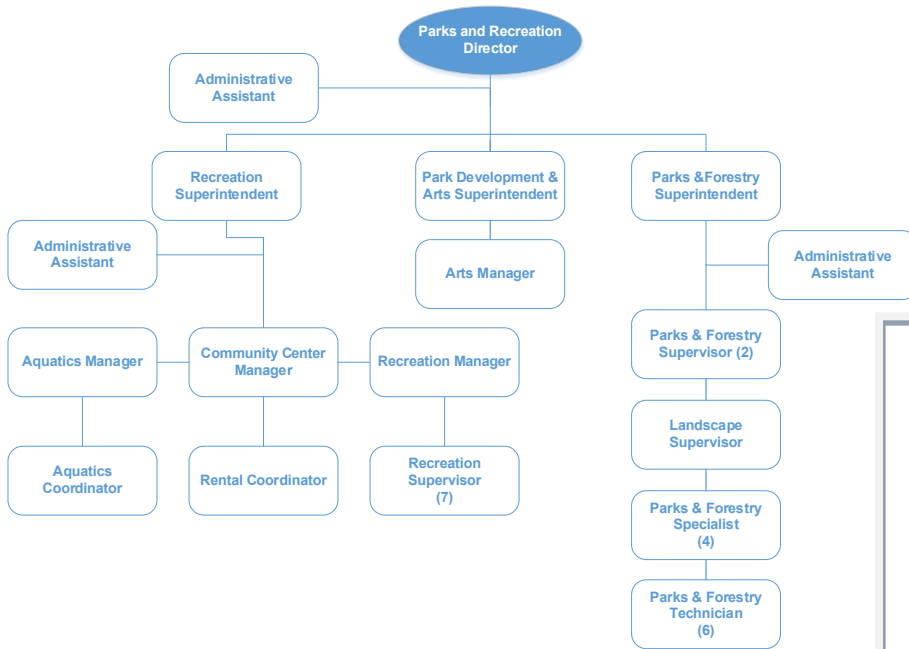 Parks and Recreation
Director
Administrative
Assistant
Recreation
Superintendent
Park Development &
Arts Superintendent
Parks &Forestry
Superintendent
Administrative
Assistant
Arts Manager
Administrative
Assistant
Aquatics Manager
Community Center
Manager
Recreation Manager
Parks & Forestry
Supervisor (2)
Landscape
Supervisor
Aquatics
Coordinator
Rental Coordinator
Recreation
Supervisor
(7)
Parks & Forestry
Specialist
(4)
Parks & Forestry
Technician
(6)